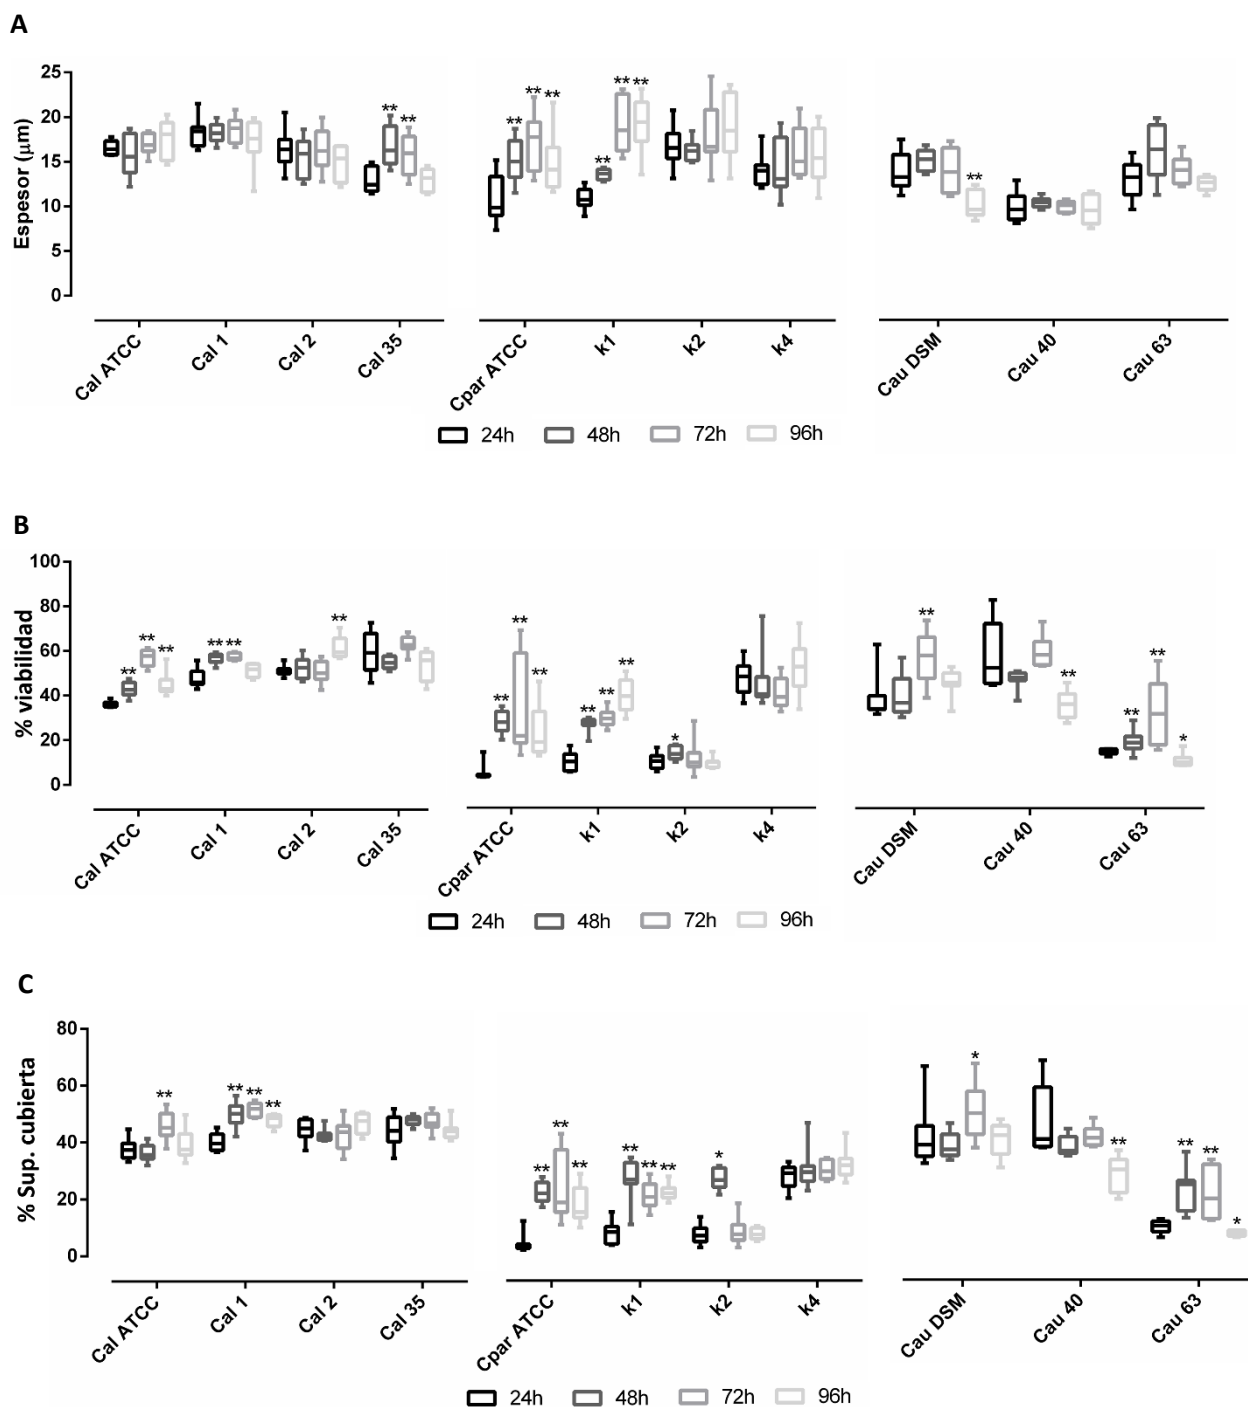 A
Espesor (µm)
25
20
15
10
5
0
** ** ** ** ** ** ** ** **
Cal ATCC Cal 1 Cal 2 Cal 35 Cpar ATCC k1 k2 k4 Cau DSM Cau 40 Cau 63
24h 48h 72h 96h
B
% viabilidad
100
80
60
40
20
0
** ** ** ** ** ** ** ** ** ** ** ** * ** ** ** ** *
Cal ATCC Cal 1 Cal 2 Cal 35 Cpar ATCC k1 k2 k4 Cau DSM Cau 40 Cau 63
24h 48h 72h 96h
C
% Sup. cubierta
80
60
40
20
0
** ** ** ** ** ** ** ** ** ** * * ** ** ** *
Cal ATCC Cal 1 Cal 2 Cal 35 Cpar ATCC k1 k2 k4 Cau DSM Cau 40 Cau 63
24h 48h 72h 96h